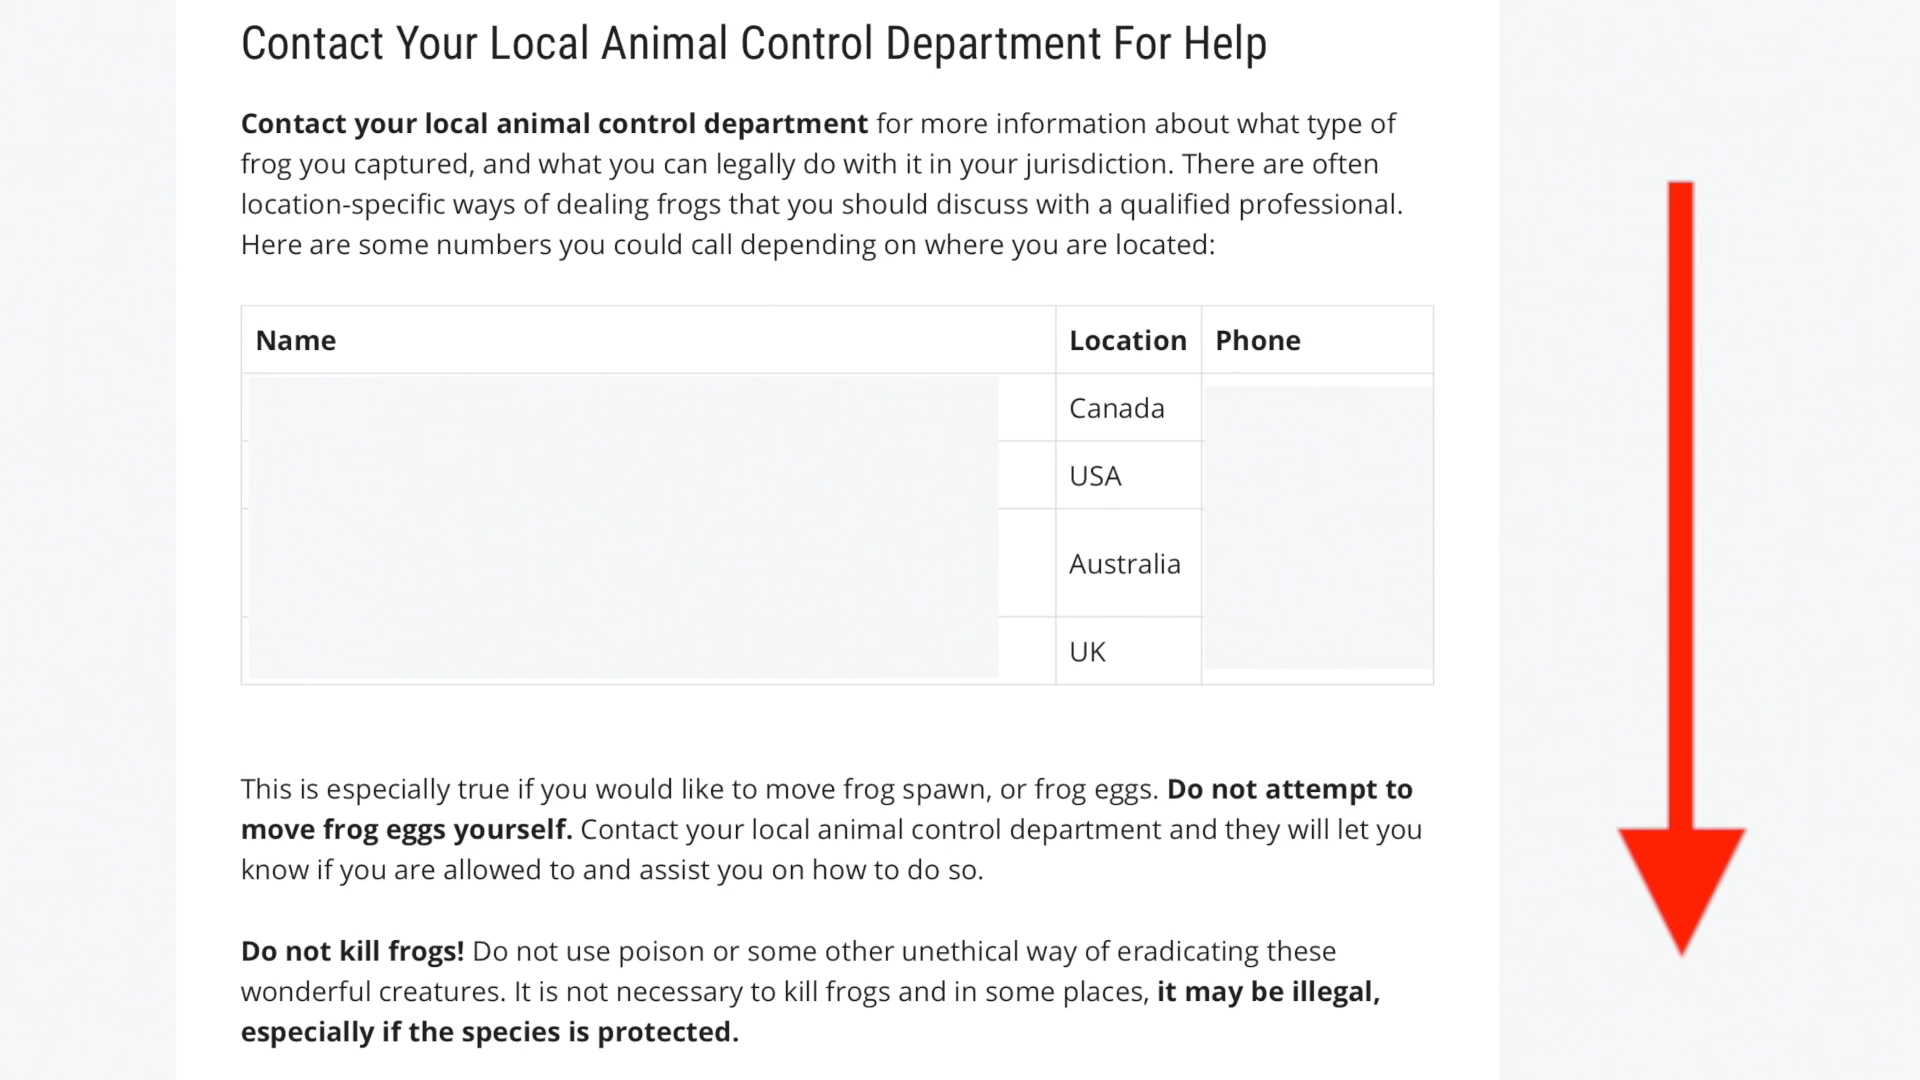 Contact Your Local Animal Control Department For Help
Contact your local animal control department for more information about what type of
frog you captured, and what you can legally do with it in your jurisdiction. There are often
location-specific ways of dealing frogs that you should discuss with a qualified professional.
Here are some numbers you could call depending on where you are located:
Name Location Phone
Canada
USA
Australia
UK
This is especially true if you would like to move frog spawn, or frog eggs. Do not attempt to
move frog eggs yourself. Contact your local animal control department and they will let you
know if you are allowed to and assist you on how to do so.
Do not kill frogs! Do not use poison or some other unethical way of eradicating these
wonderful creatures. It is not necessary to kill frogs and in some places, it may be illegal,
especially if the species is protected.